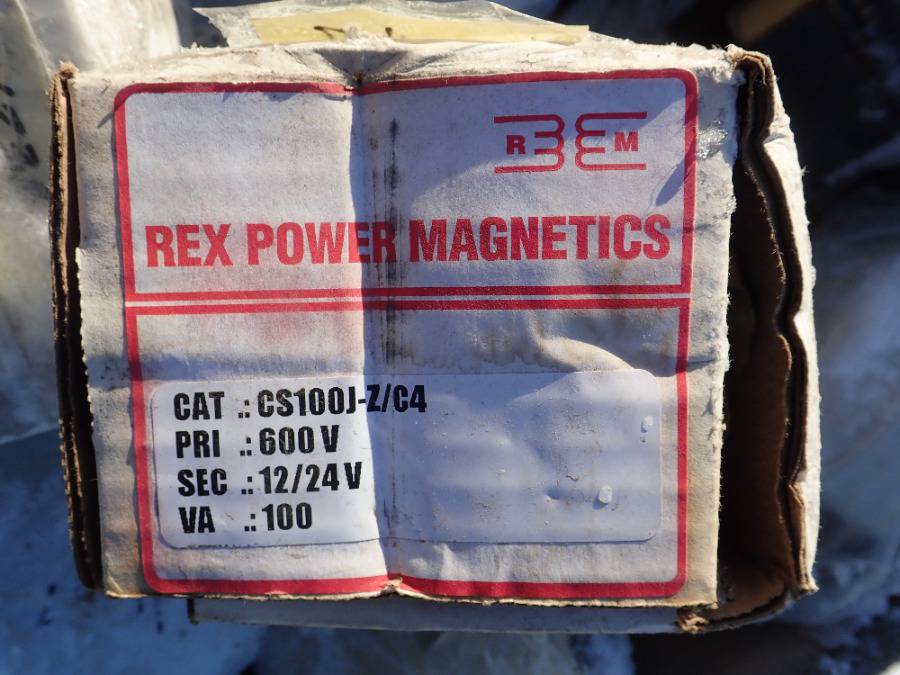 R M
REX POWER MAGNETICS
CAT .: CS100J-Z/C4
PRI .: 600 V
SEC .: 12/24 V
VA .: 100